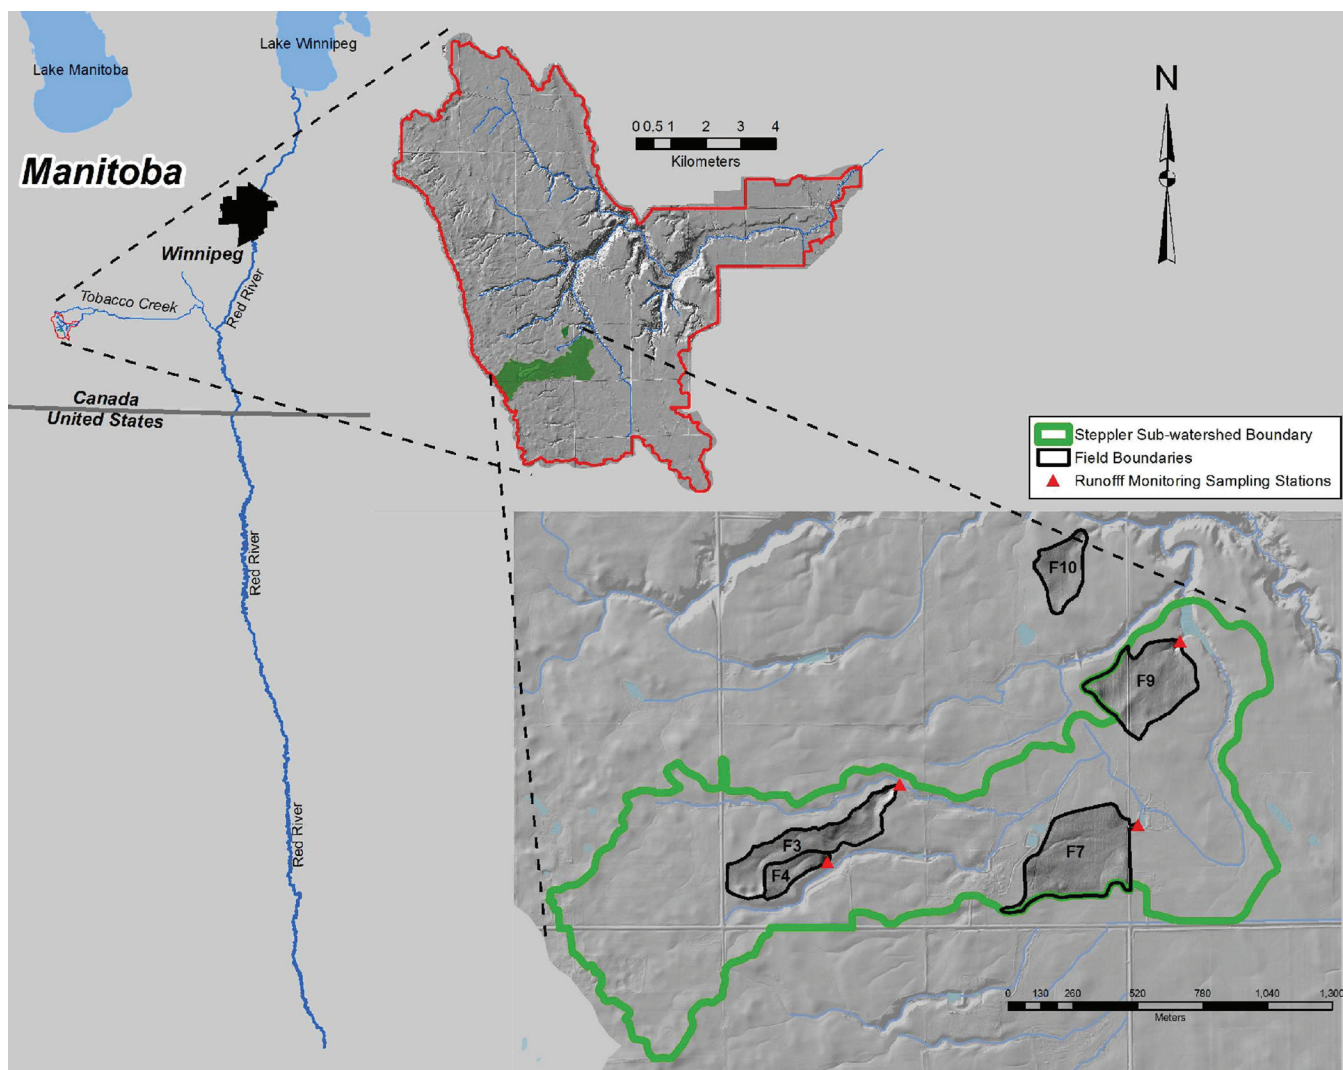 Lake Manitoba
Lake Winnipeg
Manitoba
Winnipeg
Tobacco Creek
Red River
Canada
United States
Red River
Red River
0 0.5 1 2 3 4
Kilometers
N
Steppler Sub-watershed Boundary
Field Boundaries
Runofff Monitoring Sampling Stations
F10
F9
F3
F4
F7
0 130 260 520 780 1,040 1,300
Meters